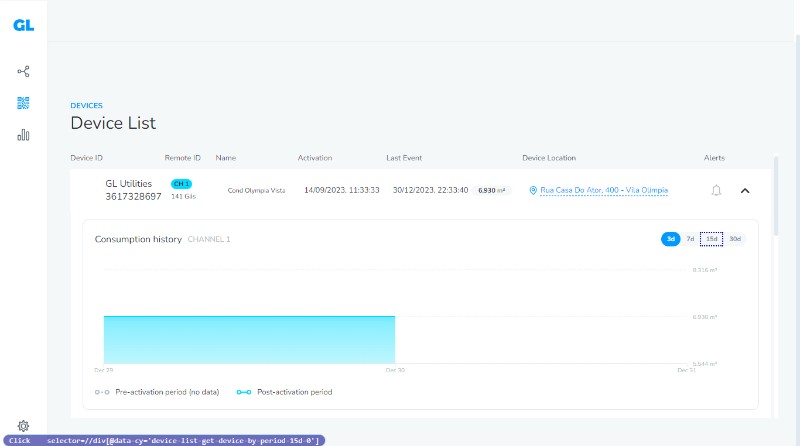 GL
DEVICES
Device List
Device ID Remote ID Name Activation Last Event Device Location Alerts
GL Utilities
3617328697
CH 1
141 Gils
Cond Olympia Vista
14/09/2023, 11:33:33
30/12/2023, 22:33:40
6.930 m³
Rua Casa Do Ator, 400 - Vila Olímpia
Consumption history CHANNEL 1
3d 7d 15d 30d
8.316 m³
6.930 m³
5.544 m³
Dec 29 Dec 30 Dec 31
Pre-activation period (no data) Post-activation period
Click selector=//div[@data-cy='device-list-get-device-by-period-15d-0']